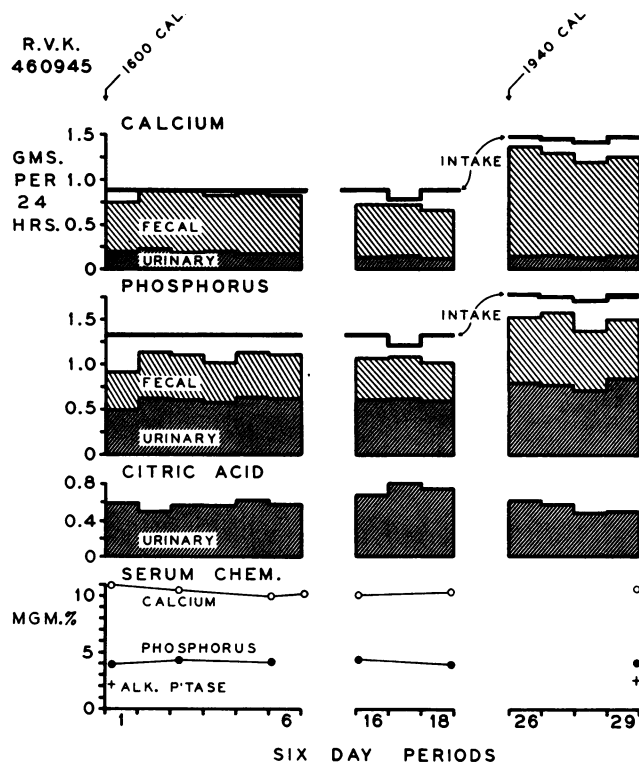 R.V.K.
460945
1600 CAL.
1940 CAL.
CALCIUM
GMS.
PER
24
HRS.
1.5
1.0
0.5
0
INTAKE
FECAL
URINARY
PHOSPHORUS
1.5
1.0
0.5
0
INTAKE
FECAL
URINARY
CITRIC ACID
0.8
0.4
0
URINARY
SERUM CHEM.
MGM.%
10
5
0
CALCIUM
PHOSPHORUS
+ ALK. P'TASE
1 6 16 18 26 29
SIX DAY PERIODS